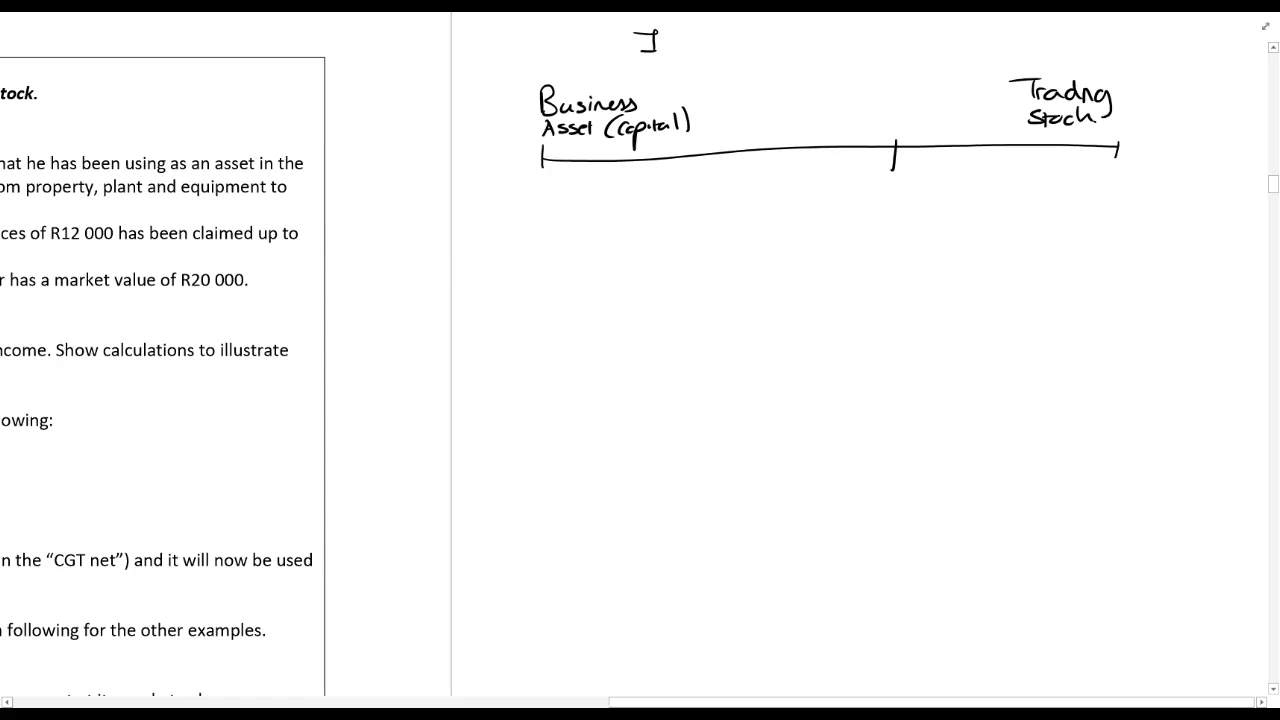 tock.
hat he has been using as an asset in the
om property, plant and equipment to
ces of R12 000 has been claimed up to
r has a market value of R20 000.
ncome. Show calculations to illustrate
owing:
n the “CGT net”) and it will now be used
following for the other examples.
Business
Asset (Capital)
Trading
Stock